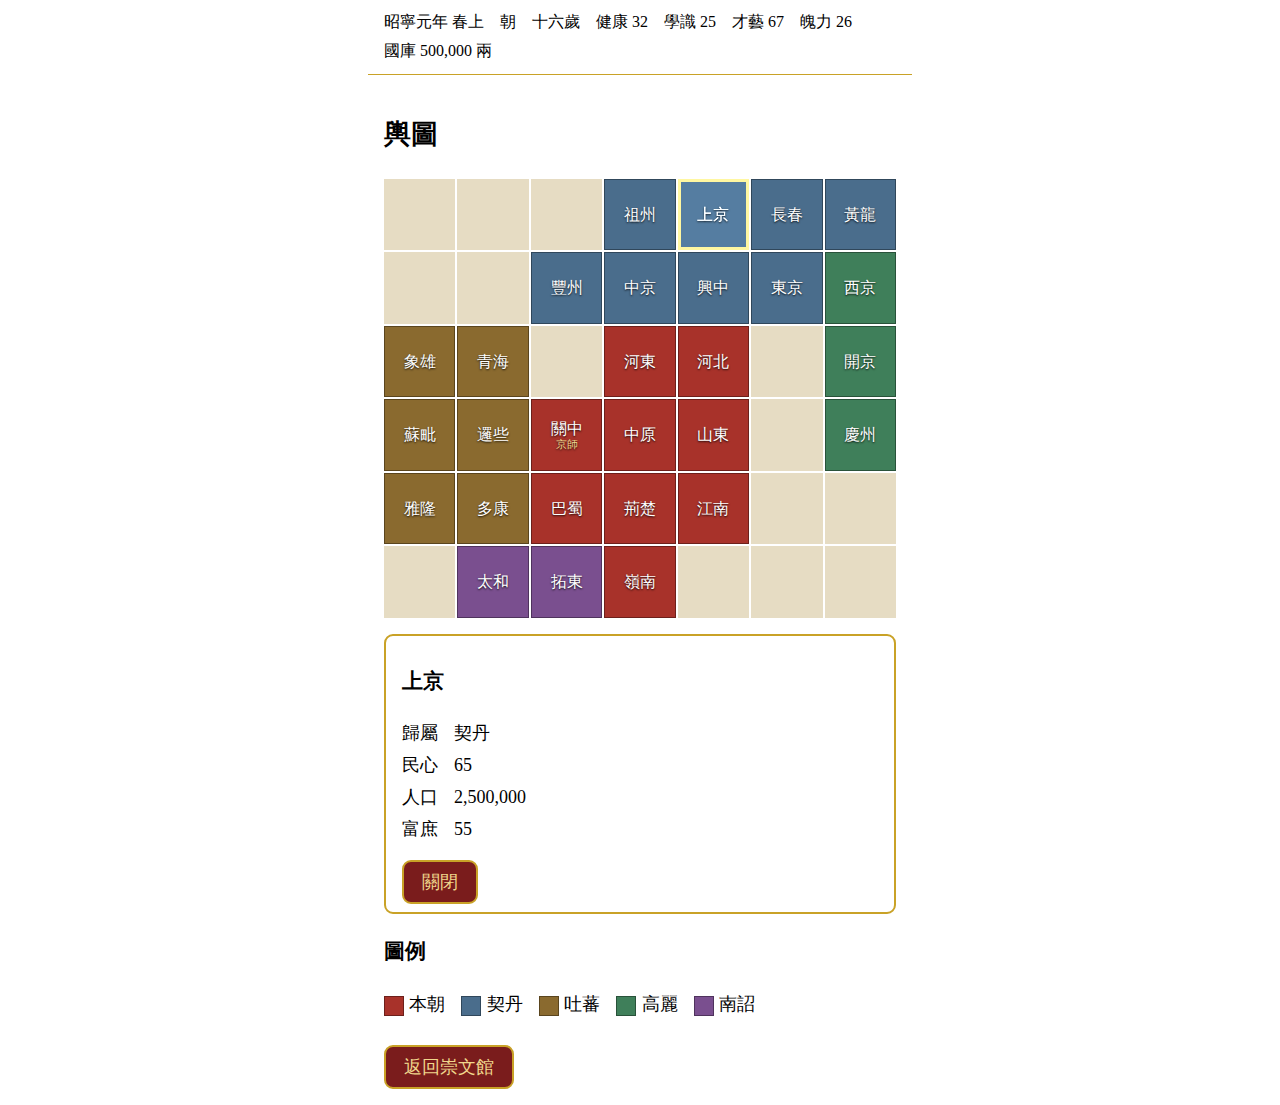 昭寧元年 春上 朝 十六歲 健康 32 學識 25 才藝 67 魄力 26
國庫 500,000 兩
輿圖
祖州 上京 長春 黃龍
豐州 中京 興中 東京 西京
象雄 青海 河東 河北 開京
蘇毗 邏些 關中 中原 山東 慶州
京師
雅隆 多康 巴蜀 荊楚 江南
太和 拓東 嶺南
上京
歸屬 契丹
民心 65
人口 2,500,000
富庶 55
關閉
圖例
本朝 契丹 吐蕃 高麗 南詔
返回崇文館